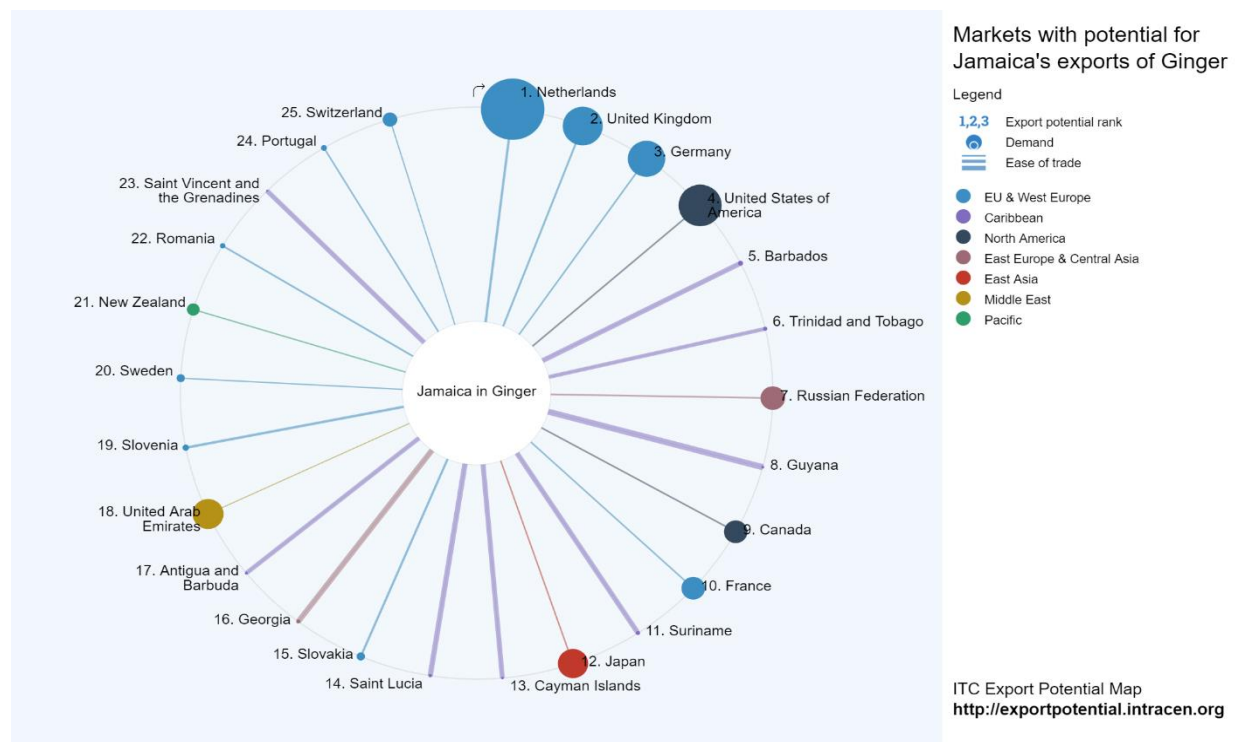 Markets with potential for
Jamaica's exports of Ginger
Legend
1,2,3 Export potential rank
Demand
Ease of trade
EU & West Europe
Caribbean
North America
East Europe & Central Asia
East Asia
Middle East
Pacific
Jamaica in Ginger
1. Netherlands
2. United Kingdom
3. Germany
4. United States of
America
5. Barbados
6. Trinidad and Tobago
7. Russian Federation
8. Guyana
9. Canada
10. France
11. Suriname
12. Japan
13. Cayman Islands
14. Saint Lucia
15. Slovakia
16. Georgia
17. Antigua and
Barbuda
18. United Arab
Emirates
19. Slovenia
20. Sweden
21. New Zealand
22. Romania
23. Saint Vincent and
the Grenadines
24. Portugal
25. Switzerland
ITC Export Potential Map
http://exportpotential.intracen.org